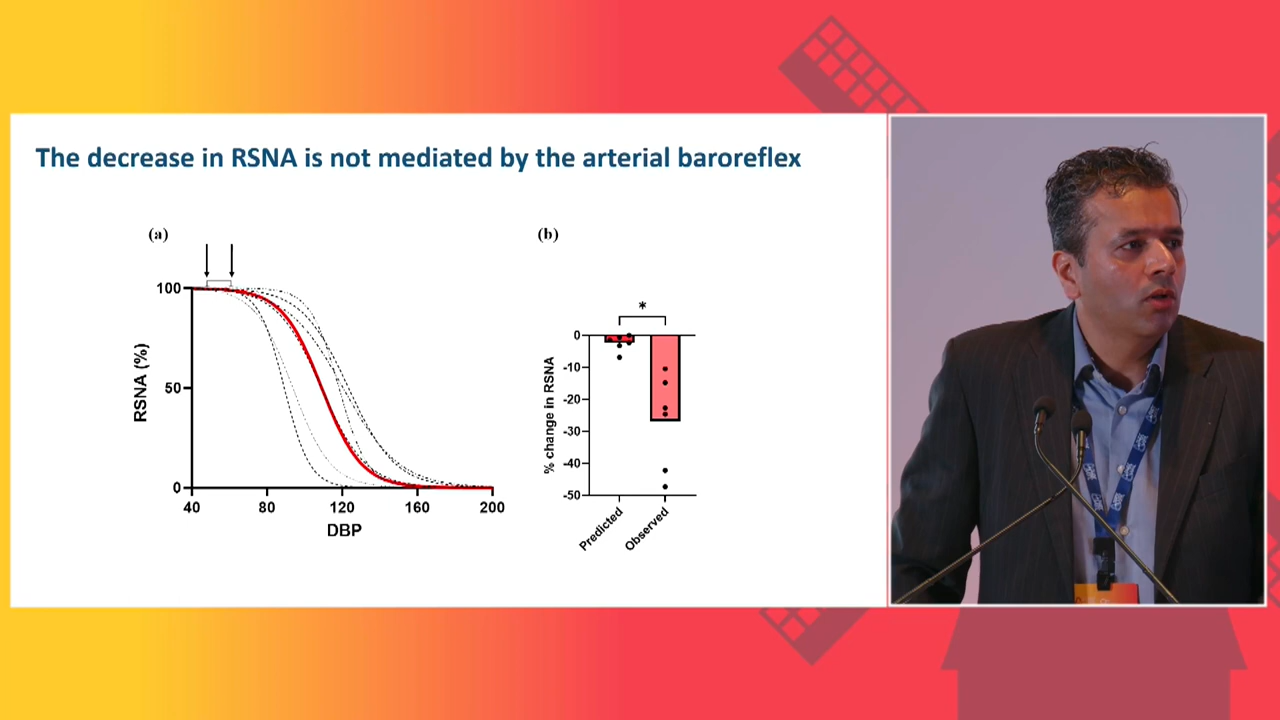 The decrease in RSNA is not mediated by the arterial baroreflex
(a)
100
50
0
RSNA (%)
40 80 120 160 200
DBP
(b)
*
0
-10
-20
-30
-40
-50
% change in RSNA
Predicted
Observed